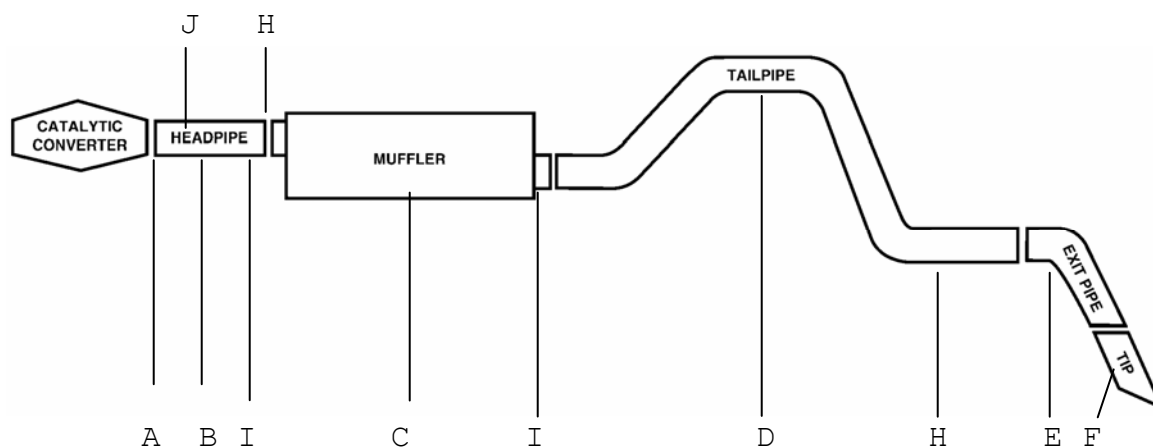 J H
TAILPIPE
CATALYTIC
CONVERTER
HEADPIPE
MUFFLER
EXIT PIPE
TIP
A B I C I D H E F